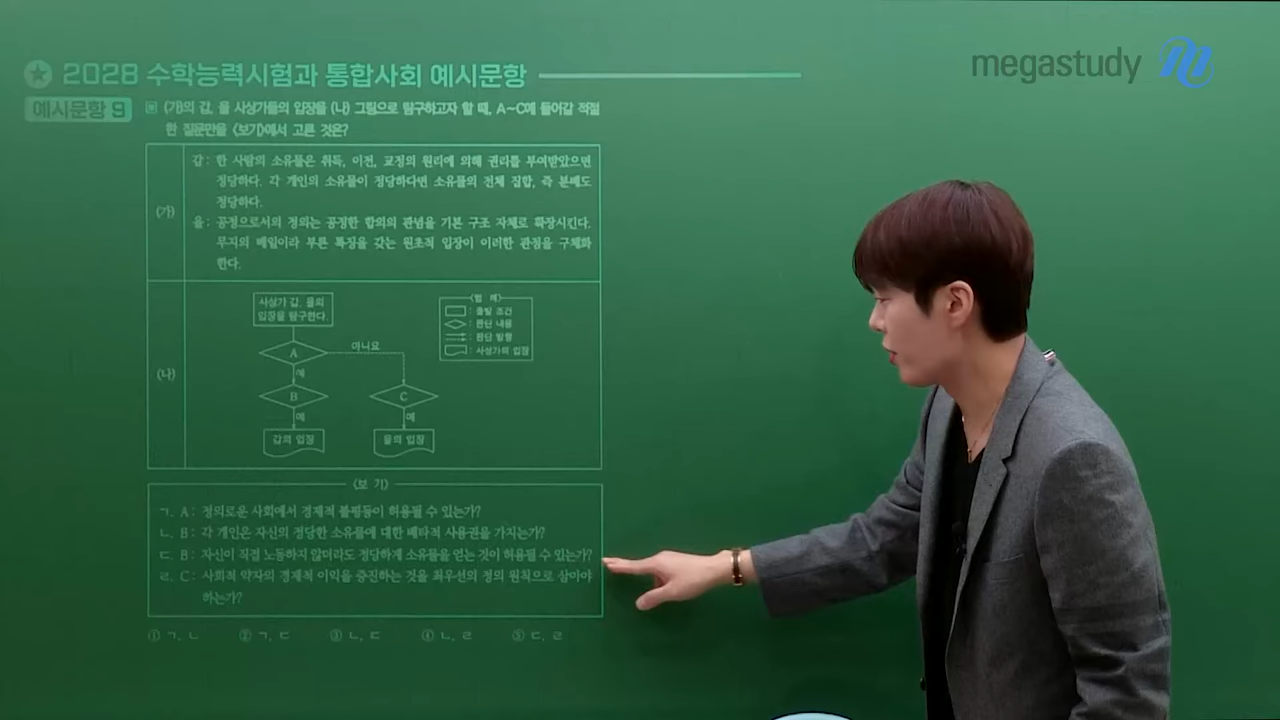 megastudy
2028 수학능력시험과 통합사회 예시문항
예시문항 9
(가)의 갑, 을 사상가들의 입장을 (나) 그림으로 탐구하고자 할 때, A~C에 들어갈 적절
한 질문만을 <보기>에서 고른 것은?
(가)
갑: 한 사람의 소유물은 취득, 이전, 교정의 원리에 의해 권리를 부여받았으면
정당하다. 각 개인의 소유물이 정당하다면 소유물의 전체 집합, 즉 분배도
정당하다.
을: 공정으로서의 정의는 공정한 합의의 관념을 기본 구조 자체로 확장시킨다.
무지의 베일이라 부른 특징을 갖는 원초적 입장이 이러한 관점을 구체화
한다.
(나)
사상가 갑, 을의
입장을 탐구한다.
A
아니요
예
B
C
예
예
갑의 입장
을의 입장
<범 례>
: 출발 조건
: 판단 내용
: 판단 방향
: 사상가의 입장
<보 기>
ㄱ. A: 정의로운 사회에서 경제적 불평등이 허용될 수 있는가?
ㄴ. B: 각 개인은 자신의 정당한 소유물에 대한 배타적 사용권을 가지는가?
ㄷ. B: 자신이 직접 노동하지 않더라도 정당하게 소유물을 얻는 것이 허용될 수 있는가?
ㄹ. C: 사회적 약자의 경제적 이익을 증진하는 것을 최우선의 정의 원칙으로 삼아야
하는가?
① ㄱ, ㄴ ② ㄱ, ㄷ ③ ㄴ, ㄷ ④ ㄴ, ㄹ ⑤ ㄷ, ㄹ